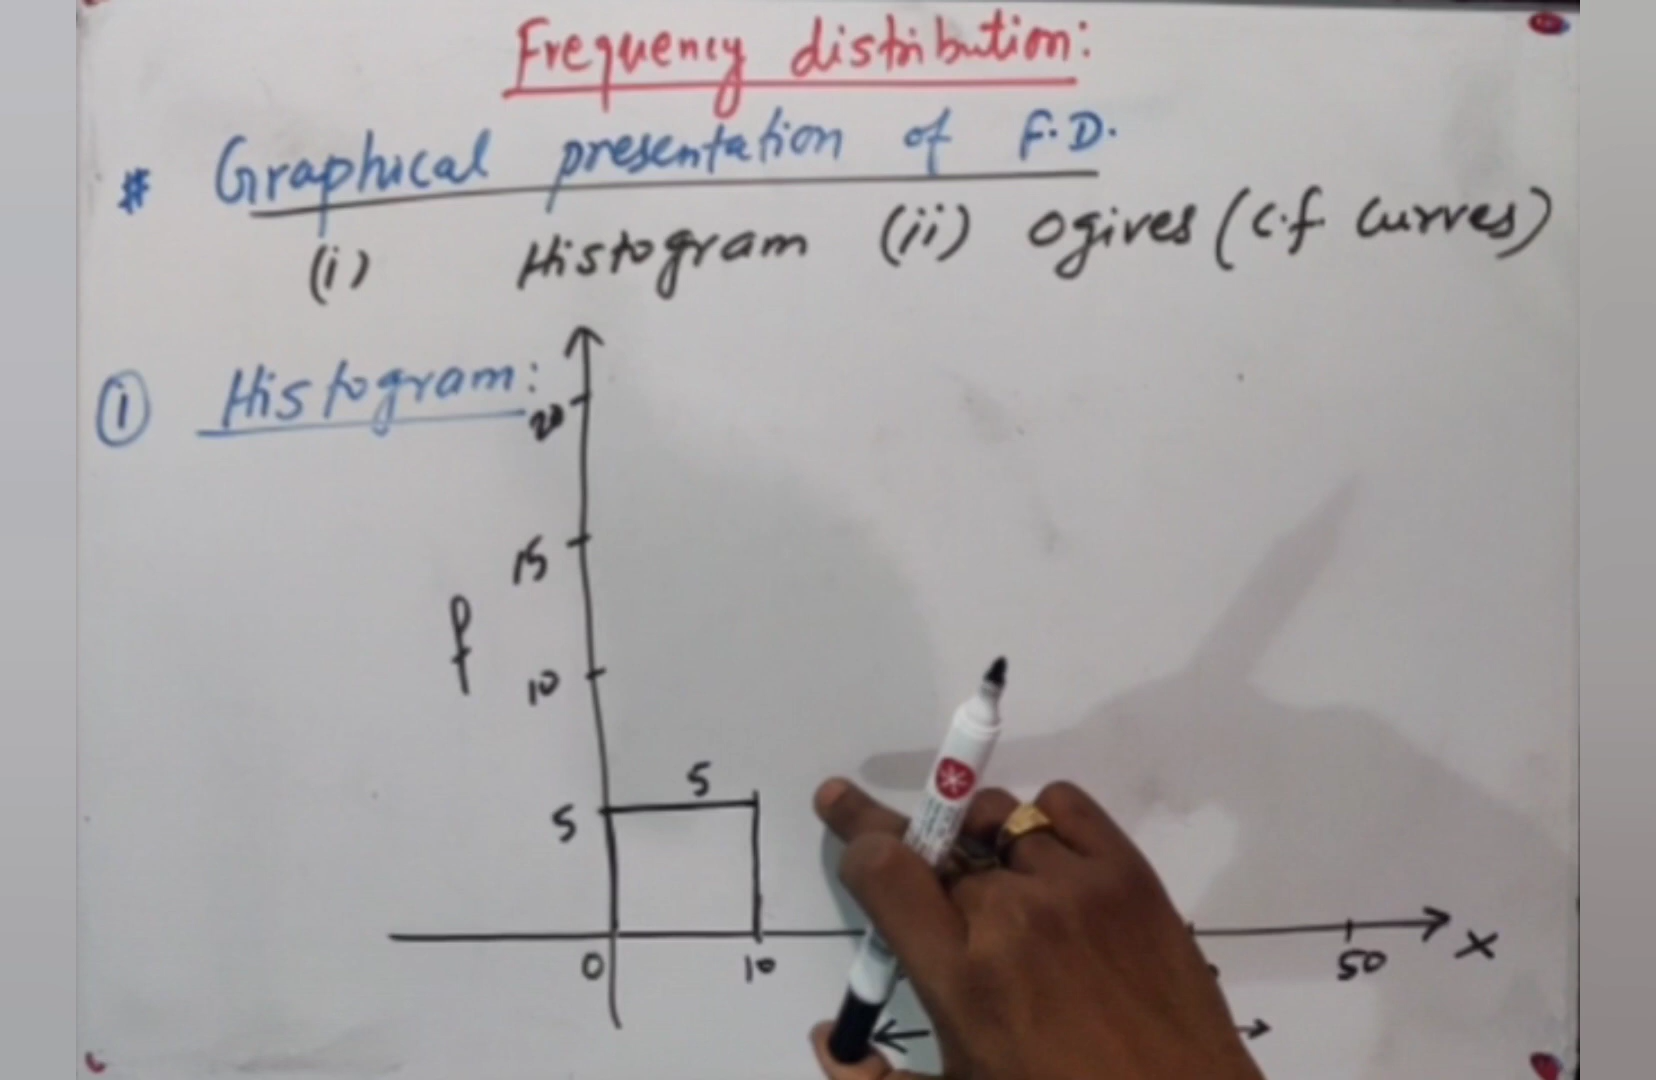 Frequency distribution:
# Graphical presentation of F.D.
(i) Histogram (ii) Ogives (c.f curves)
① Histogram:
20
15
f
10
5
5
0 10 50 X